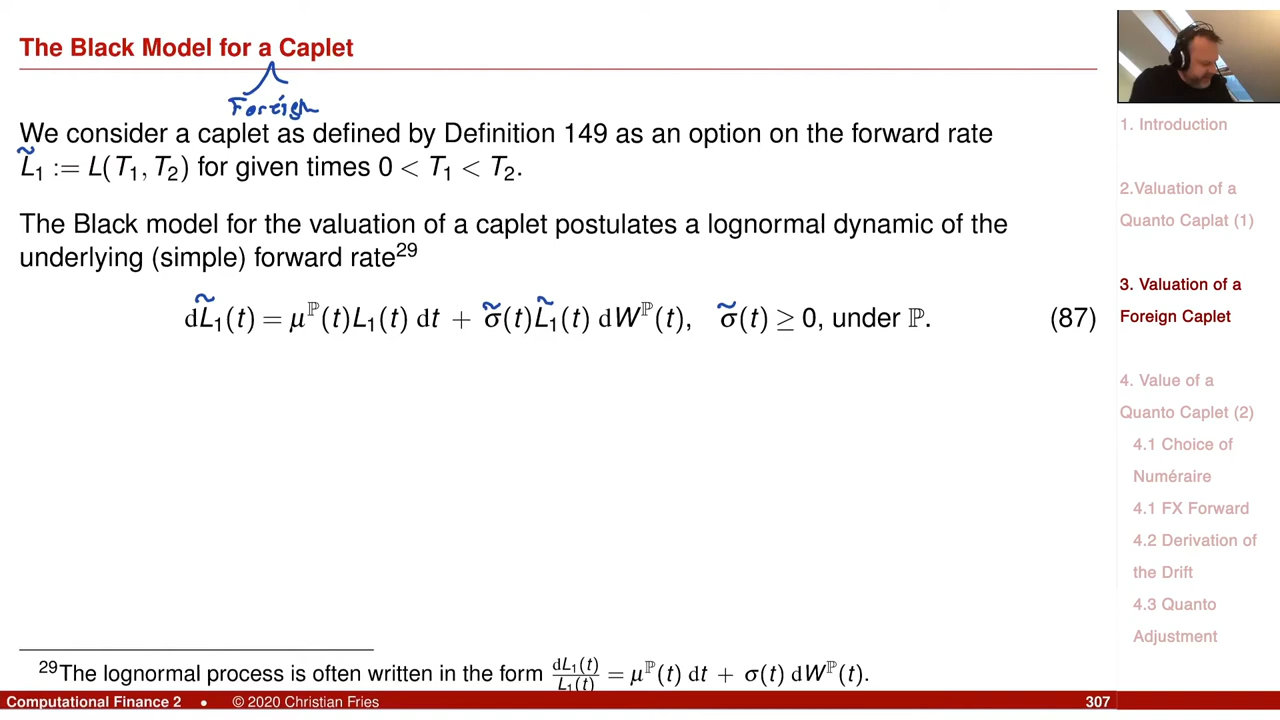 The Black Model for a Caplet
Foreign
We consider a caplet as defined by Definition 149 as an option on the forward rate
L̃₁ := L(T₁, T₂) for given times 0 < T₁ < T₂.
The Black model for the valuation of a caplet postulates a lognormal dynamic of the
underlying (simple) forward rate²⁹
dL̃₁(t) = μ^ℙ(t)L₁(t) dt + σ̃(t)L̃₁(t) dW^ℙ(t), σ̃(t) ≥ 0, under ℙ. (87)
²⁹The lognormal process is often written in the form dL₁(t)/L₁(t) = μ^ℙ(t) dt + σ(t) dW^ℙ(t).
Computational Finance 2 • © 2020 Christian Fries 307
1. Introduction
2.Valuation of a
Quanto Caplat (1)
3. Valuation of a
Foreign Caplet
4. Value of a
Quanto Caplet (2)
4.1 Choice of
Numéraire
4.1 FX Forward
4.2 Derivation of
the Drift
4.3 Quanto
Adjustment